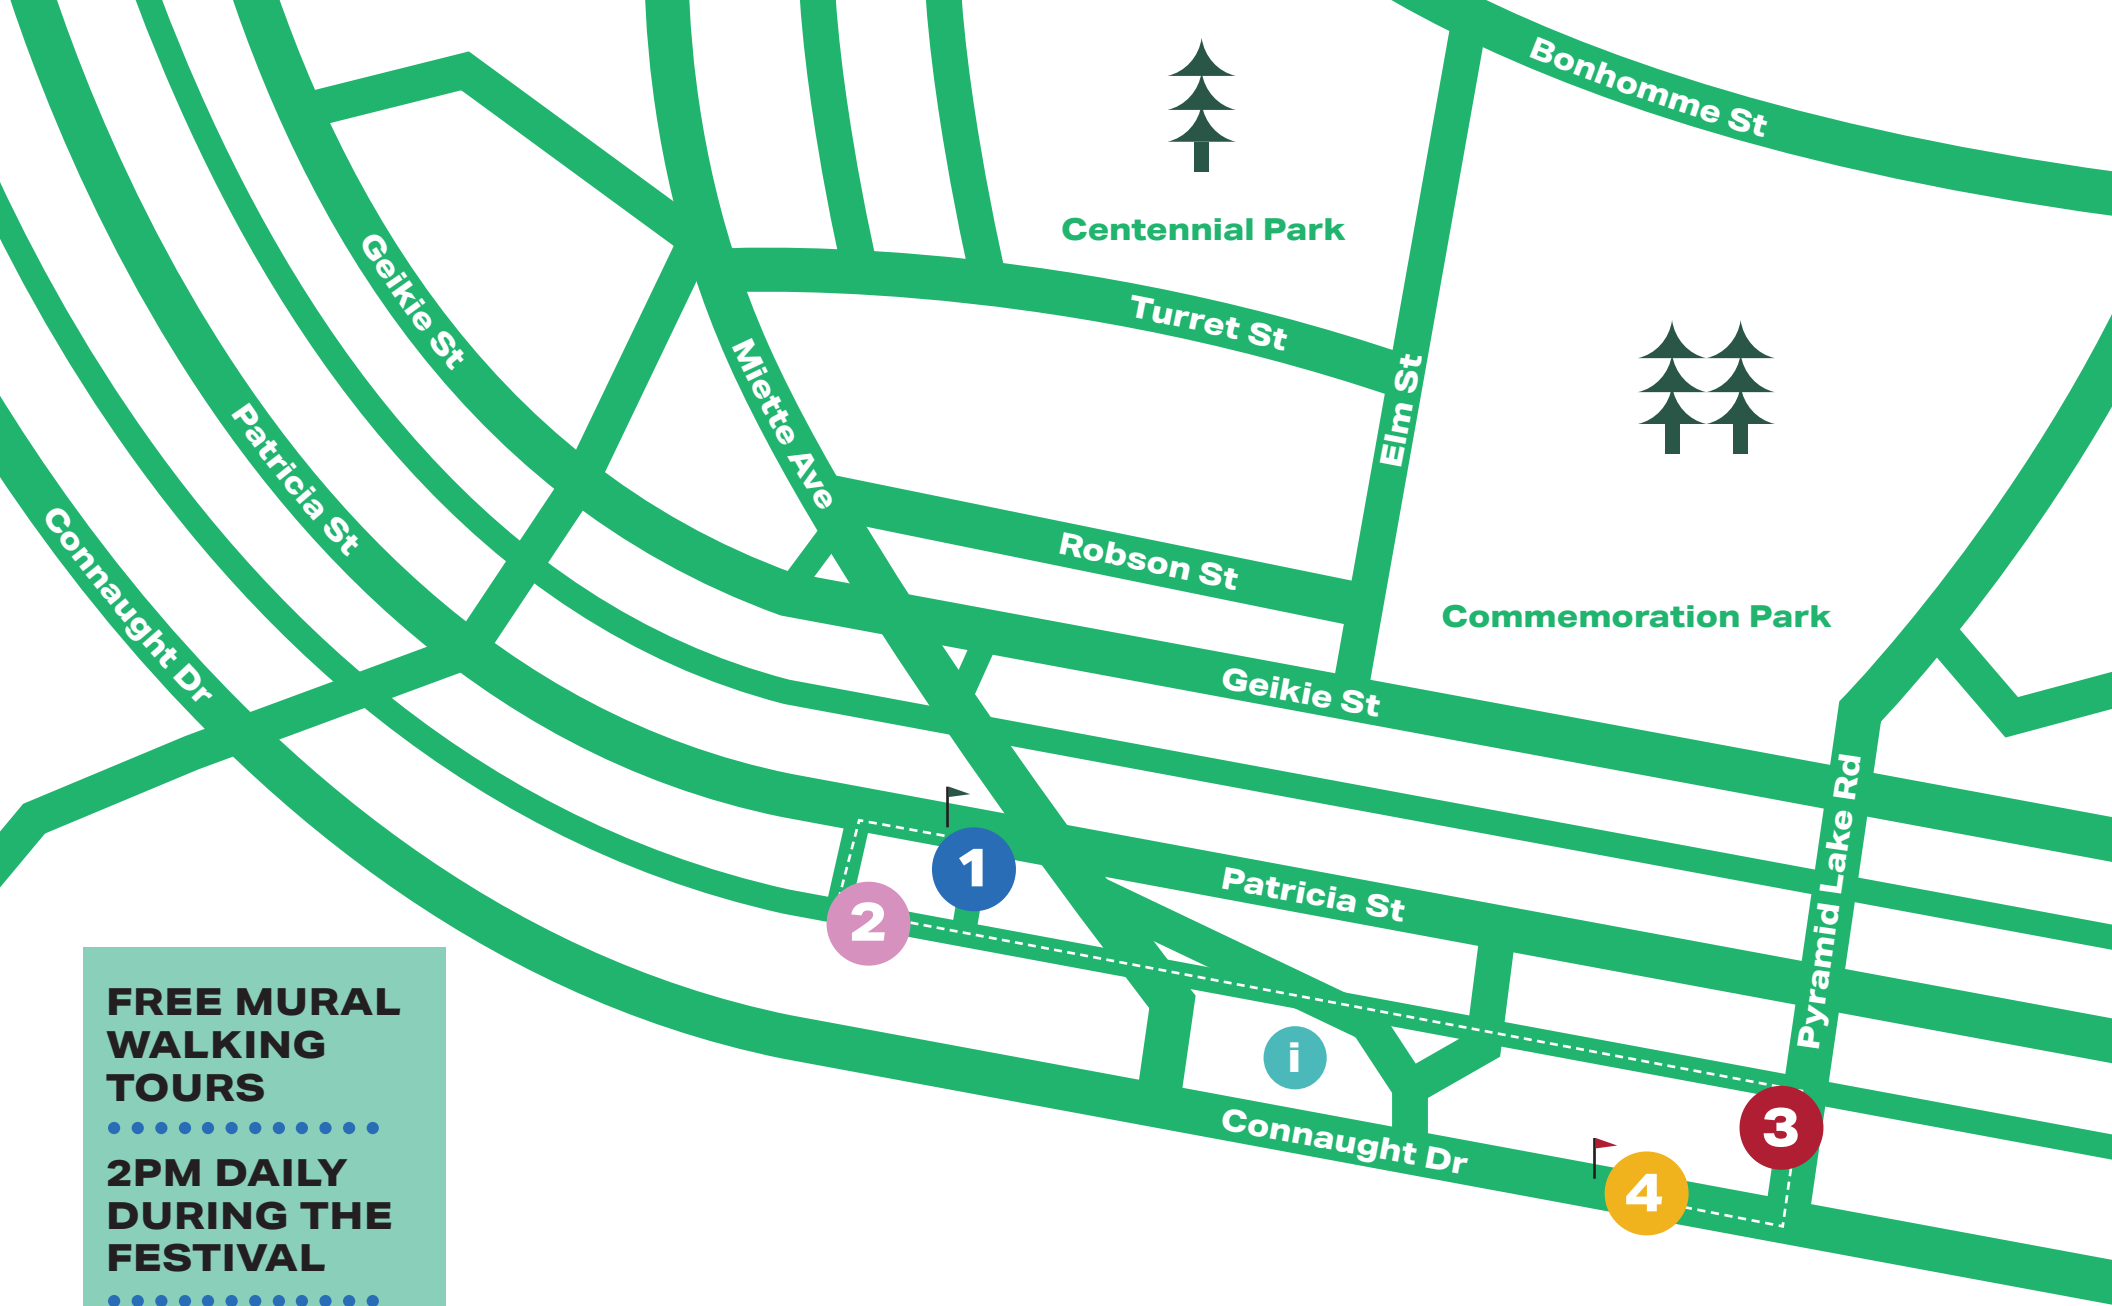 Bonhomme St
Centennial Park
Geikie St
Turret St
Miette Ave
Elm St
Patricia St
Robson St
Connaught Dr
Commemoration Park
Geikie St
Pyramid Lake Rd
1
Patricia St
2
i
3
Connaught Dr
4
FREE MURAL
WALKING
TOURS
2PM DAILY
DURING THE
FESTIVAL